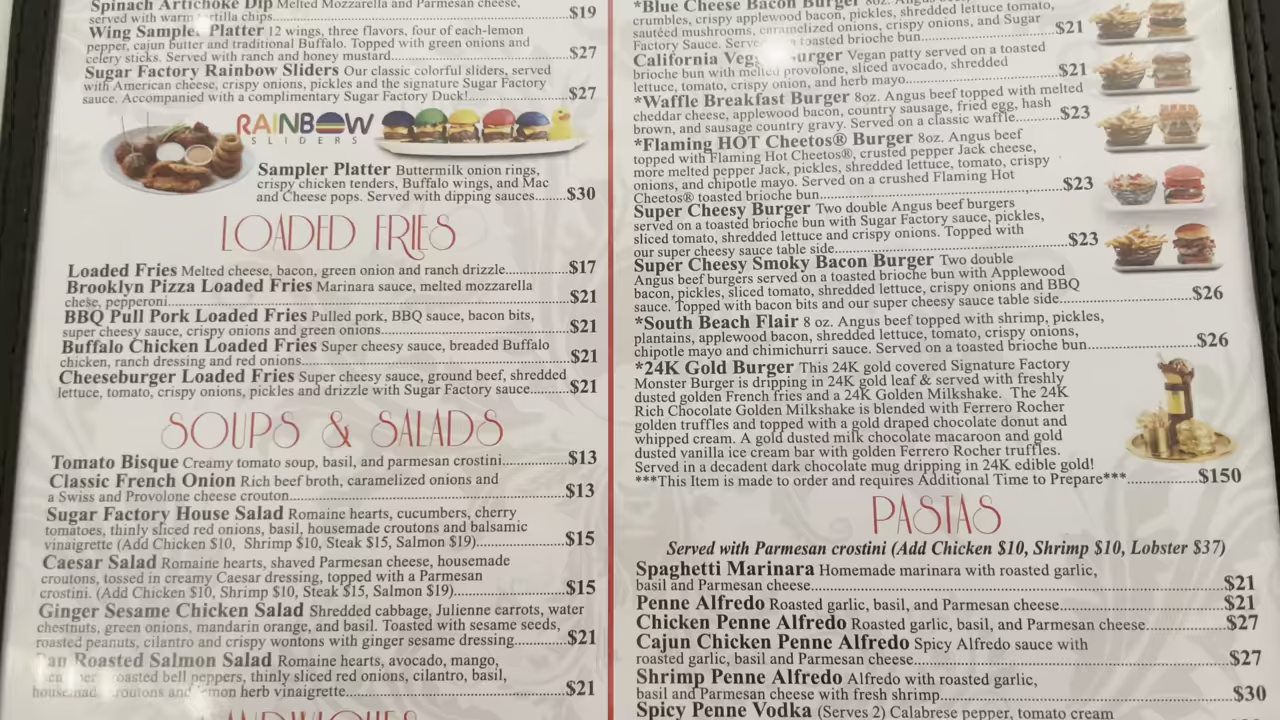 Spinach Artichoke Dip Melted Mozzarella and Parmesan cheese,
served with warm tortilla chips. $19
Wing Sampler Platter 12 wings, three flavors, four of each-lemon
pepper, cajun butter and traditional Buffalo. Topped with green onions and
celery sticks. Served with ranch and honey mustard. $27
Sugar Factory Rainbow Sliders Our classic colorful sliders, served
with American cheese, crispy onions, pickles and the signature Sugar Factory
sauce. Accompanied with a complimentary Sugar Factory Duck! $27
RAINBOW
SLIDERS
Sampler Platter Buttermilk onion rings,
crispy chicken tenders, Buffalo wings, and Mac
and Cheese pops. Served with dipping sauces. $30
LOADED FRIES
Loaded Fries Melted cheese, bacon, green onion and ranch drizzle. $17
Brooklyn Pizza Loaded Fries Marinara sauce, melted mozzarella
chese, pepperoni. $21
BBQ Pull Pork Loaded Fries Pulled pork, BBQ sauce, bacon bits,
super cheesy sauce, crispy onions and green onions. $21
Buffalo Chicken Loaded Fries Super cheesy sauce, breaded Buffalo
chicken, ranch dressing and red onions. $21
Cheeseburger Loaded Fries Super cheesy sauce, ground beef, shredded
lettuce, tomato, crispy onions, pickles and drizzle with Sugar Factory sauce. $21
SOUPS & SALADS
Tomato Bisque Creamy tomato soup, basil, and parmesan crostini. $13
Classic French Onion Rich beef broth, caramelized onions and
a Swiss and Provolone cheese crouton. $13
Sugar Factory House Salad Romaine hearts, cucumbers, cherry
tomatoes, thinly sliced red onions, basil, housemade croutons and balsamic
vinaigrette (Add Chicken $10, Shrimp $10, Steak $15, Salmon $19). $15
Caesar Salad Romaine hearts, shaved Parmesan cheese, housemade
croutons, tossed in creamy Caesar dressing, topped with a Parmesan
crostini. (Add Chicken $10, Shrimp $10, Steak $15, Salmon $19). $15
Ginger Sesame Chicken Salad Shredded cabbage, Julienne carrots, water
chestnuts, green onions, mandarin orange, and basil. Toasted with sesame seeds,
roasted peanuts, cilantro and crispy wontons with ginger sesame dressing. $21
Pan Roasted Salmon Salad Romaine hearts, avocado, mango,
roasted bell peppers, thinly sliced red onions, cilantro, basil,
housemade croutons and lemon herb vinaigrette. $21
*Blue Cheese Bacon Burger 8oz. Angus beef,
crumbles, crispy applewood bacon, pickles, shredded lettuce tomato,
sautéed mushrooms, caramelized onions, crispy onions, and Sugar
Factory Sauce. Served on a toasted brioche bun. $21
California Veggie Burger Vegan patty served on a toasted
brioche bun with melted provolone, sliced avocado, shredded
lettuce, tomato, crispy onion, and herb mayo. $21
*Waffle Breakfast Burger 8oz. Angus beef topped with melted
cheddar cheese, applewood bacon, country sausage, fried egg, hash
brown, and sausage country gravy. Served on a classic waffle. $23
*Flaming HOT Cheetos® Burger 8oz. Angus beef
topped with Flaming Hot Cheetos®, crusted pepper Jack cheese,
more melted pepper Jack, pickles, shredded lettuce, tomato, crispy
onions, and chipotle mayo. Served on a crushed Flaming Hot
Cheetos® toasted brioche bun. $23
Super Cheesy Burger Two double Angus beef burgers
served on a toasted brioche bun with Sugar Factory sauce, pickles,
sliced tomato, shredded lettuce and crispy onions. Topped with
our super cheesy sauce table side. $23
Super Cheesy Smoky Bacon Burger Two double
Angus beef burgers served on a toasted brioche bun with Applewood
bacon, pickles, sliced tomato, shredded lettuce, crispy onions and BBQ
sauce. Topped with bacon bits and our super cheesy sauce table side. $26
*South Beach Flair 8 oz. Angus beef topped with shrimp, pickles,
plantains, applewood bacon, shredded lettuce, tomato, crispy onions,
chipotle mayo and chimichurri sauce. Served on a toasted brioche bun. $26
*24K Gold Burger This 24K gold covered Signature Factory
Monster Burger is dripping in 24K gold leaf & served with freshly
dusted golden French fries and a 24K Golden Milkshake. The 24K
Rich Chocolate Golden Milkshake is blended with Ferrero Rocher
golden truffles and topped with a gold draped chocolate donut and
whipped cream. A gold dusted milk chocolate macaroon and gold
dusted vanilla ice cream bar with golden Ferrero Rocher truffles.
Served in a decadent dark chocolate mug dripping in 24K edible gold!
***This Item is made to order and requires Additional Time to Prepare*** $150
PASTAS
Served with Parmesan crostini (Add Chicken $10, Shrimp $10, Lobster $37)
Spaghetti Marinara Homemade marinara with roasted garlic,
basil and Parmesan cheese. $21
Penne Alfredo Roasted garlic, basil, and Parmesan cheese. $21
Chicken Penne Alfredo Roasted garlic, basil, and Parmesan cheese. $27
Cajun Chicken Penne Alfredo Spicy Alfredo sauce with
roasted garlic, basil and Parmesan cheese. $27
Shrimp Penne Alfredo Alfredo with roasted garlic,
basil and Parmesan cheese with fresh shrimp. $30
Spicy Penne Vodka (Serves 2) Calabrese pepper, tomato cream